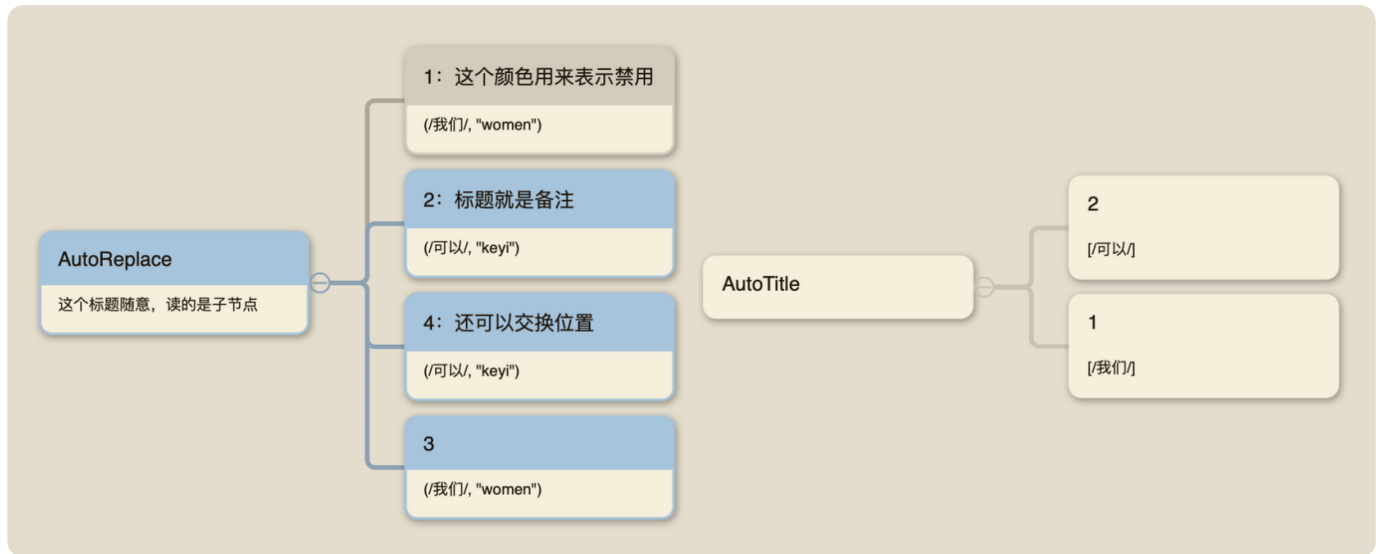 AutoReplace
这个标题随意，读的是子节点
1：这个颜色用来表示禁用
(/我们/, "women")
2：标题就是备注
(/可以/, "keyi")
4：还可以交换位置
(/可以/, "keyi")
3
(/我们/, "women")
AutoTitle
2
[/可以/]
1
[/我们/]